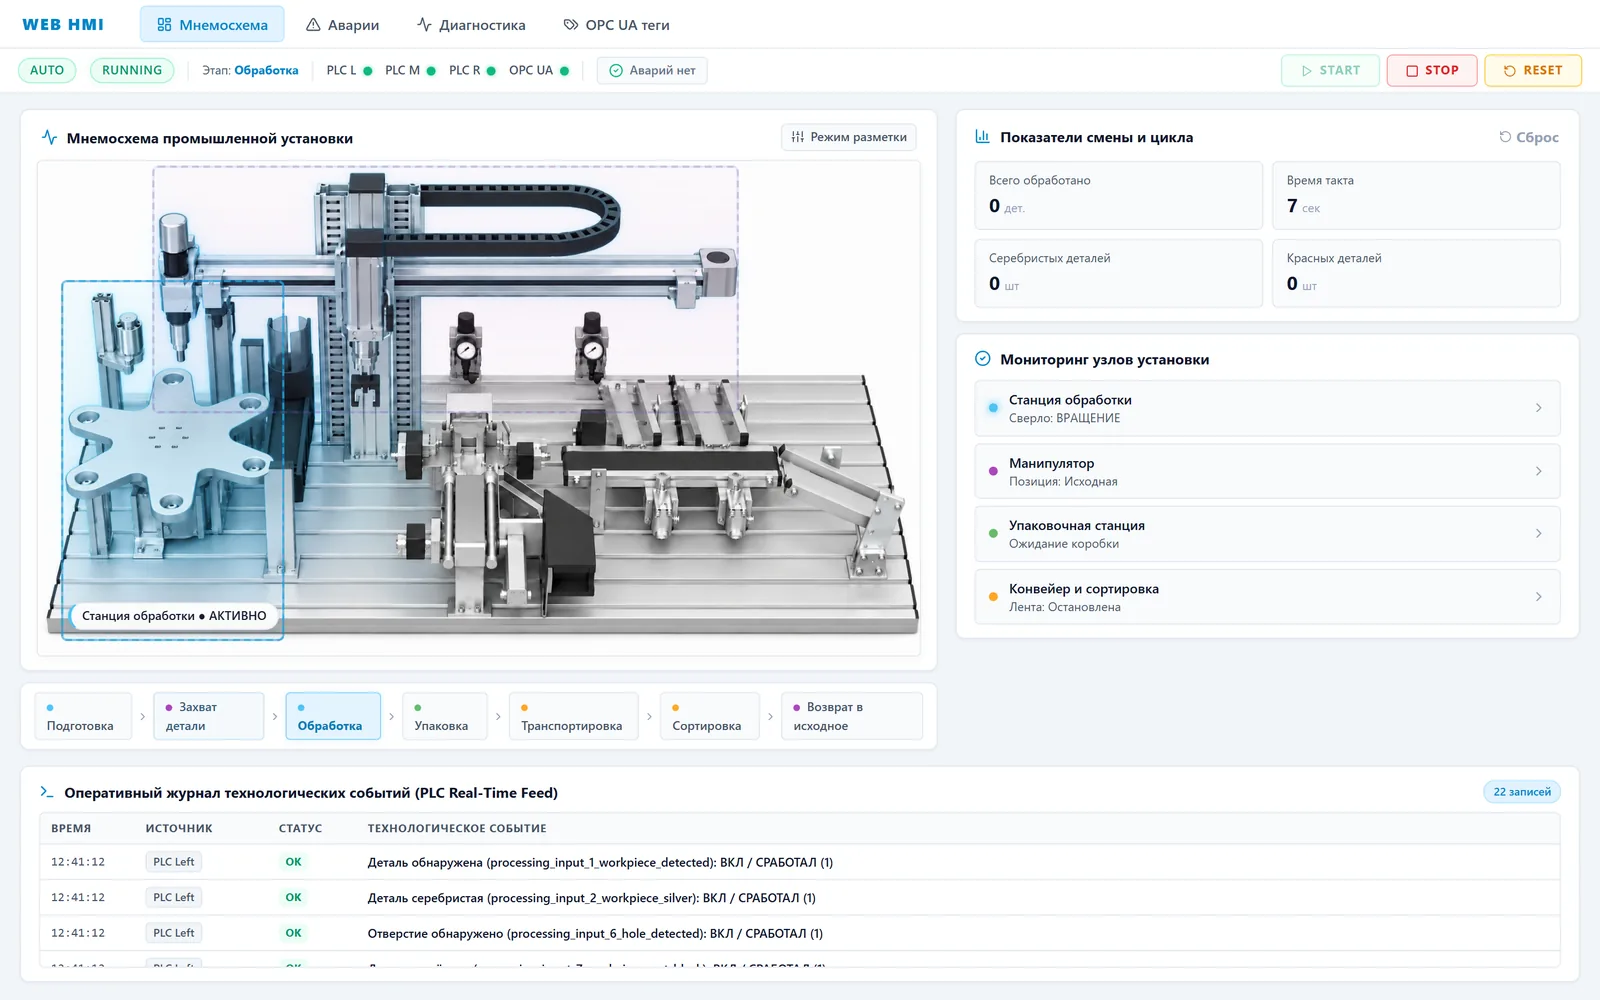 WEB HMI
Мнемосхема
Аварии
Диагностика
OPC UA теги
AUTO
RUNNING
Этап: Обработка
PLC L
PLC M
PLC R
OPC UA
Аварий нет
START
STOP
RESET
Мнемосхема промышленной установки
Режим разметки
Станция обработки ● АКТИВНО
Подготовка
Захват
детали
Обработка
Упаковка
Транспортировка
Сортировка
Возврат в
исходное
Показатели смены и цикла
Сброс
Всего обработано
0 дет.
Время такта
7 сек
Серебристых деталей
0 шт
Красных деталей
0 шт
Мониторинг узлов установки
Станция обработки
Сверло: ВРАЩЕНИЕ
Манипулятор
Позиция: Исходная
Упаковочная станция
Ожидание коробки
Конвейер и сортировка
Лента: Остановлена
Оперативный журнал технологических событий (PLC Real-Time Feed)
22 записей
ВРЕМЯ ИСТОЧНИК СТАТУС ТЕХНОЛОГИЧЕСКОЕ СОБЫТИЕ
12:41:12 PLC Left OK Деталь обнаружена (processing_input_1_workpiece_detected): ВКЛ / СРАБОТАЛ (1)
12:41:12 PLC Left OK Деталь серебристая (processing_input_2_workpiece_silver): ВКЛ / СРАБОТАЛ (1)
12:41:12 PLC Left OK Отверстие обнаружено (processing_input_6_hole_detected): ВКЛ / СРАБОТАЛ (1)